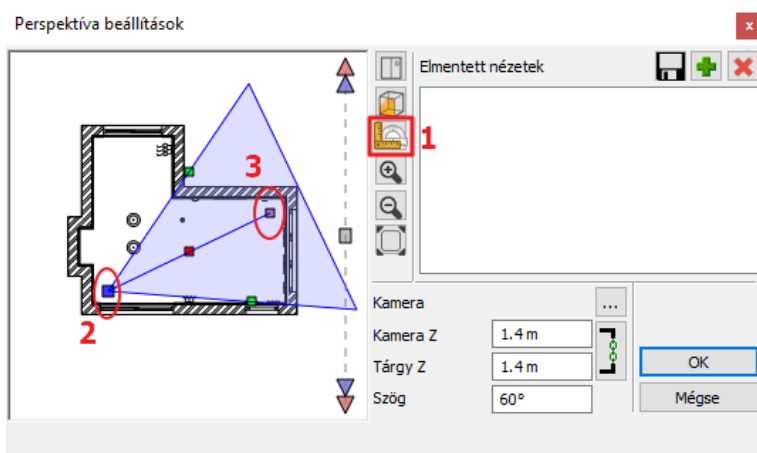 Perspektíva beállítások
x
Elmentett nézetek
1
3
2
Kamera
...
Kamera Z
1.4 m
Tárgy Z
1.4 m
OK
Szög
60°
Mégse